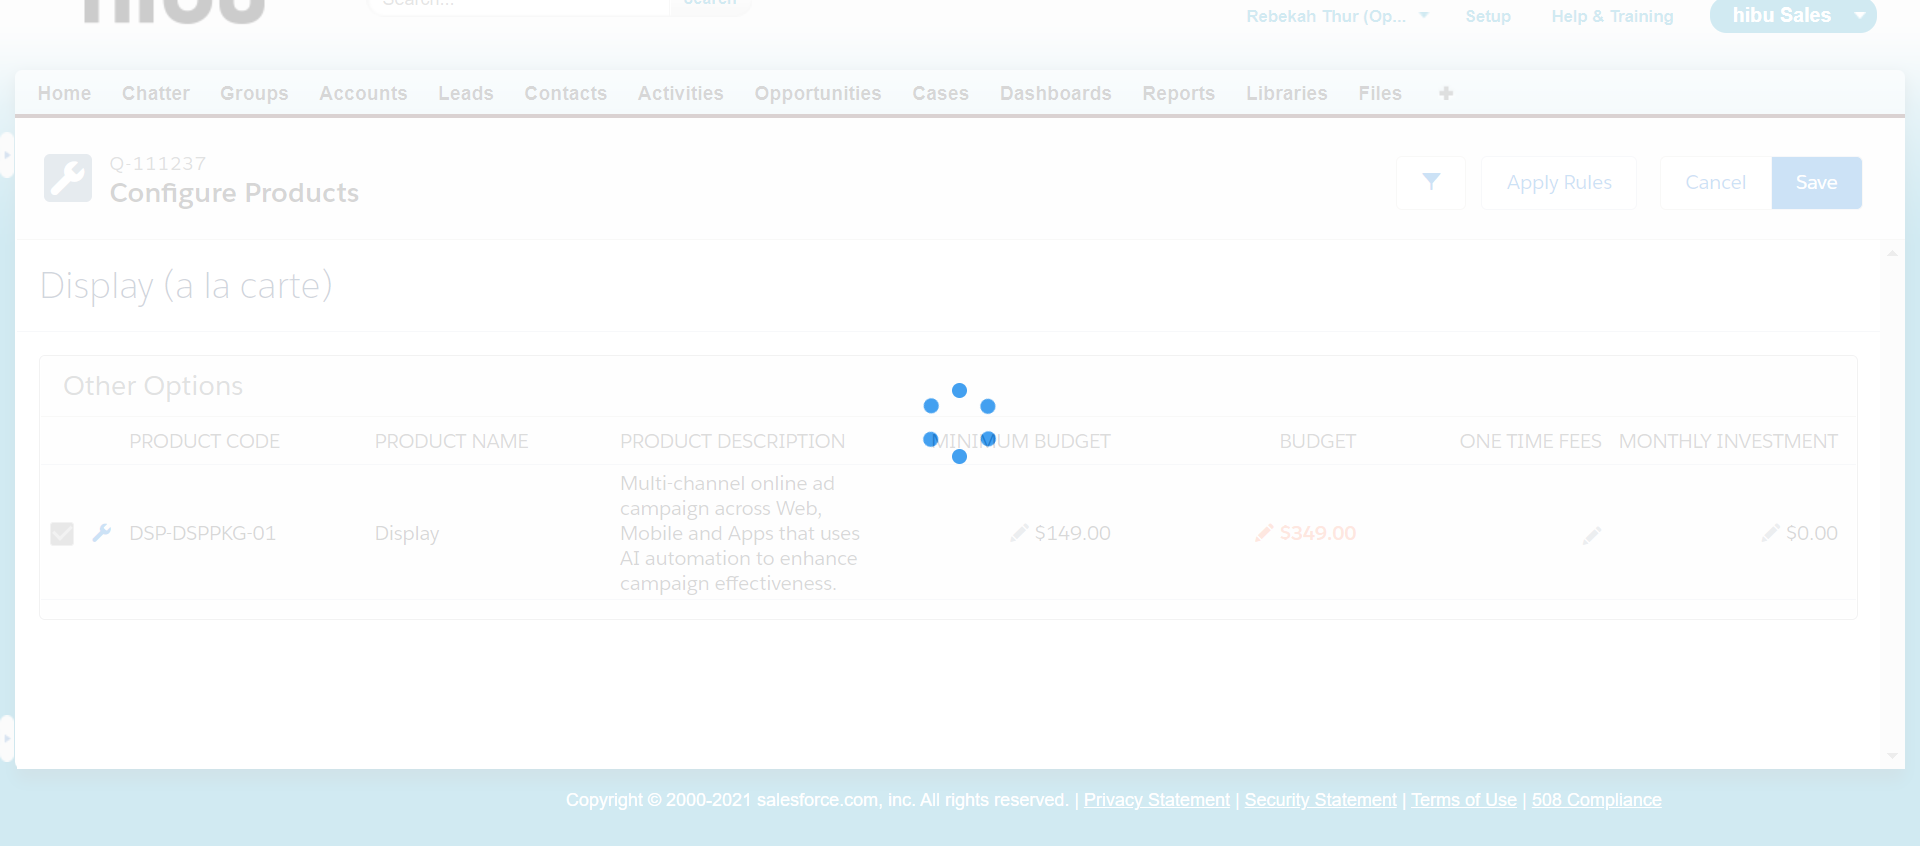 hibu
Search...
Search
Rebekah Thur (Op...
Setup
Help & Training
hibu Sales
Home Chatter Groups Accounts Leads Contacts Activities Opportunities Cases Dashboards Reports Libraries Files
Q-111237
Configure Products
Apply Rules
Cancel
Save
Display (a la carte)
Other Options
PRODUCT CODE PRODUCT NAME PRODUCT DESCRIPTION MINIMUM BUDGET BUDGET ONE TIME FEES MONTHLY INVESTMENT
DSP-DSPPKG-01
Display
Multi-channel online ad
campaign across Web,
Mobile and Apps that uses
AI automation to enhance
campaign effectiveness.
$149.00
$349.00
$0.00
Copyright © 2000-2021 salesforce.com, inc. All rights reserved. | Privacy Statement | Security Statement | Terms of Use | 508 Compliance